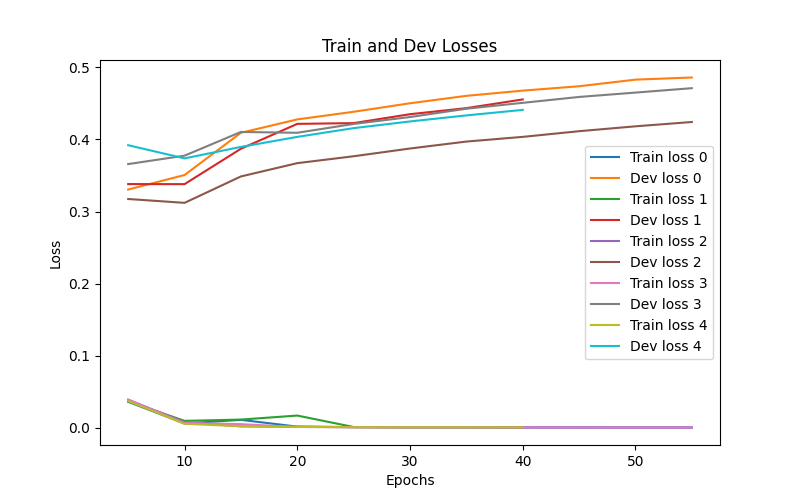 Train and Dev Losses
0.5
0.4
0.3
0.2
0.1
0.0
Loss
10
20
30
40
50
Epochs
Train loss 0
Dev loss 0
Train loss 1
Dev loss 1
Train loss 2
Dev loss 2
Train loss 3
Dev loss 3
Train loss 4
Dev loss 4